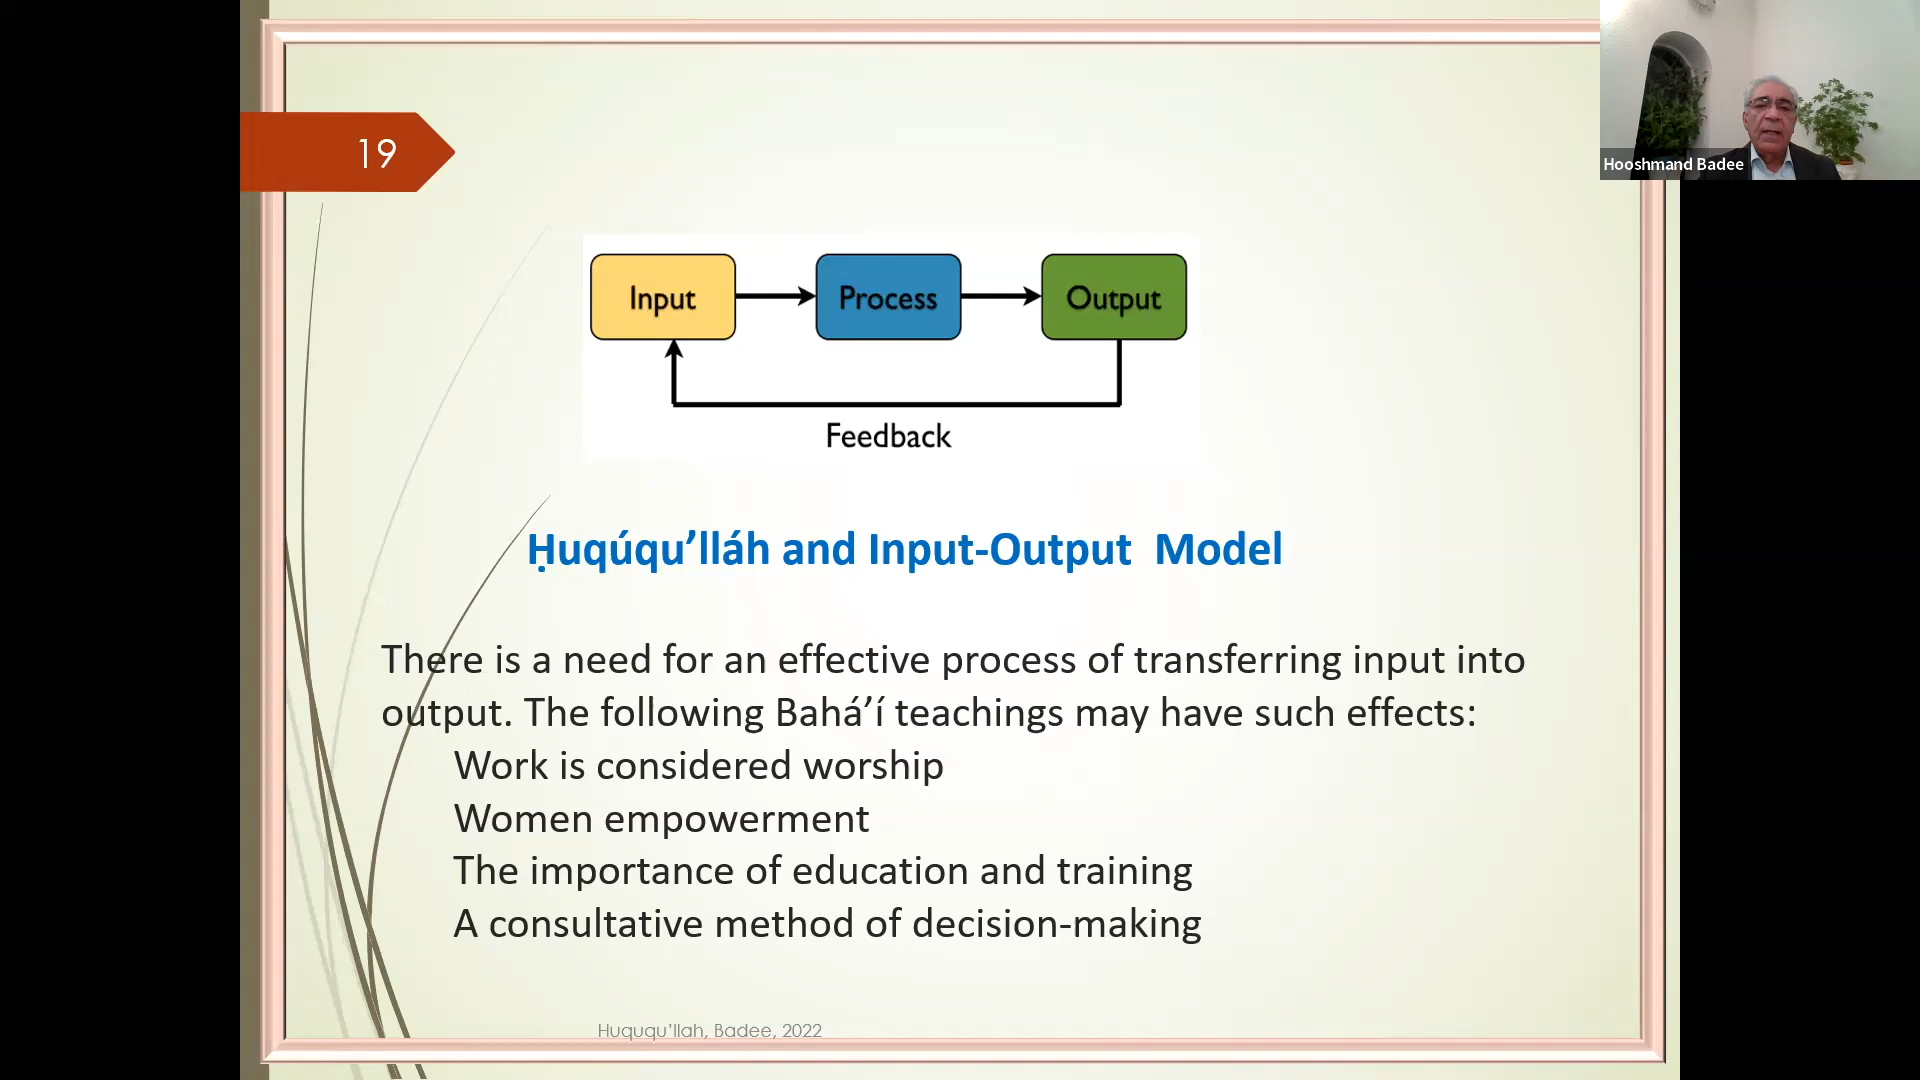 19
Hooshmand Badee
Input
Process
Output
Feedback
Ḥuqúqu’lláh and Input-Output  Model
There is a need for an effective process of transferring input into
output. The following Bahá’í teachings may have such effects:
Work is considered worship
Women empowerment
The importance of education and training
A consultative method of decision-making
Huququ’llah, Badee, 2022